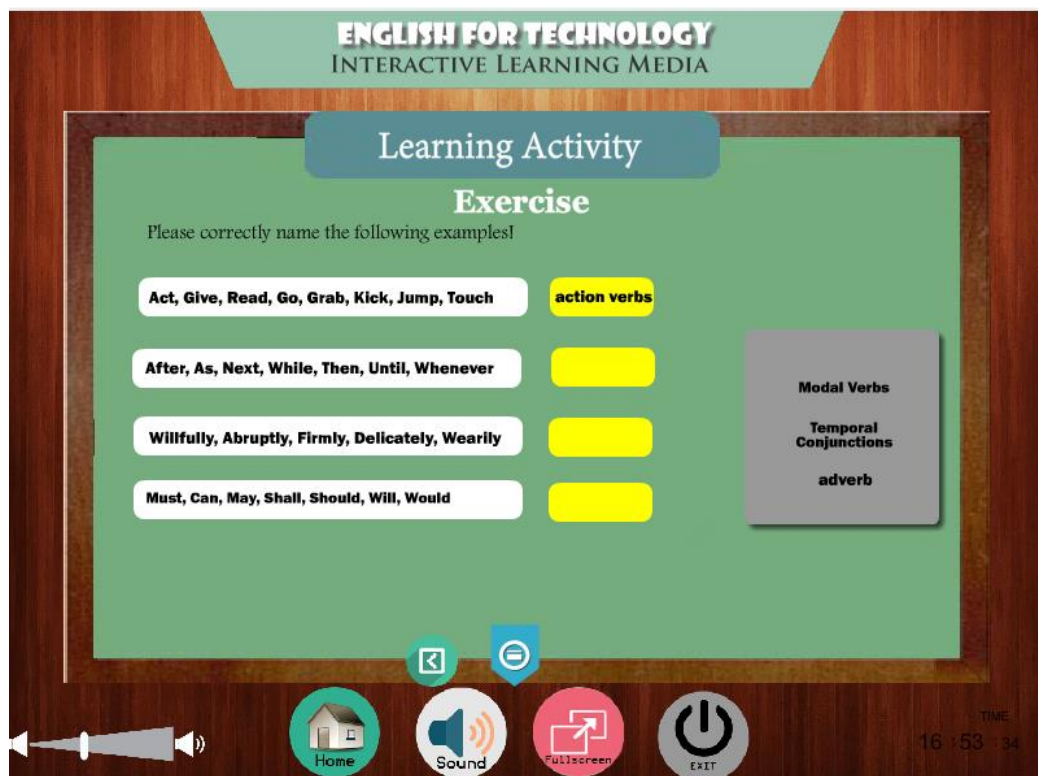 ENGLISH FOR TECHNOLOGY
INTERACTIVE LEARNING MEDIA
Learning Activity
Exercise
Please correctly name the following examples!
Act, Give, Read, Go, Grab, Kick, Jump, Touch
action verbs
After, As, Next, While, Then, Until, Whenever
Willfully, Abruptly, Firmly, Delicately, Wearily
Must, Can, May, Shall, Should, Will, Would
Modal Verbs
Temporal
Conjunctions
adverb
Home
Sound
Fullscreen
EXIT
TIME
16 :53 :34